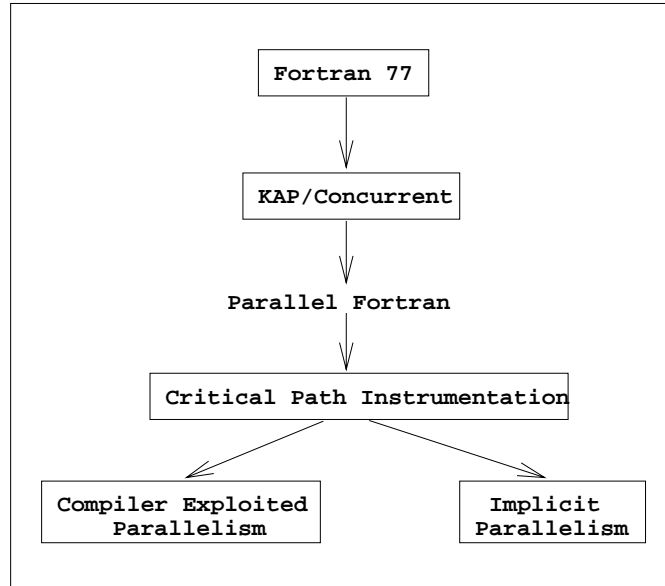 Fortran 77
KAP/Concurrent
Parallel Fortran
Critical Path Instrumentation
Compiler Exploited
Parallelism
Implicit
Parallelism